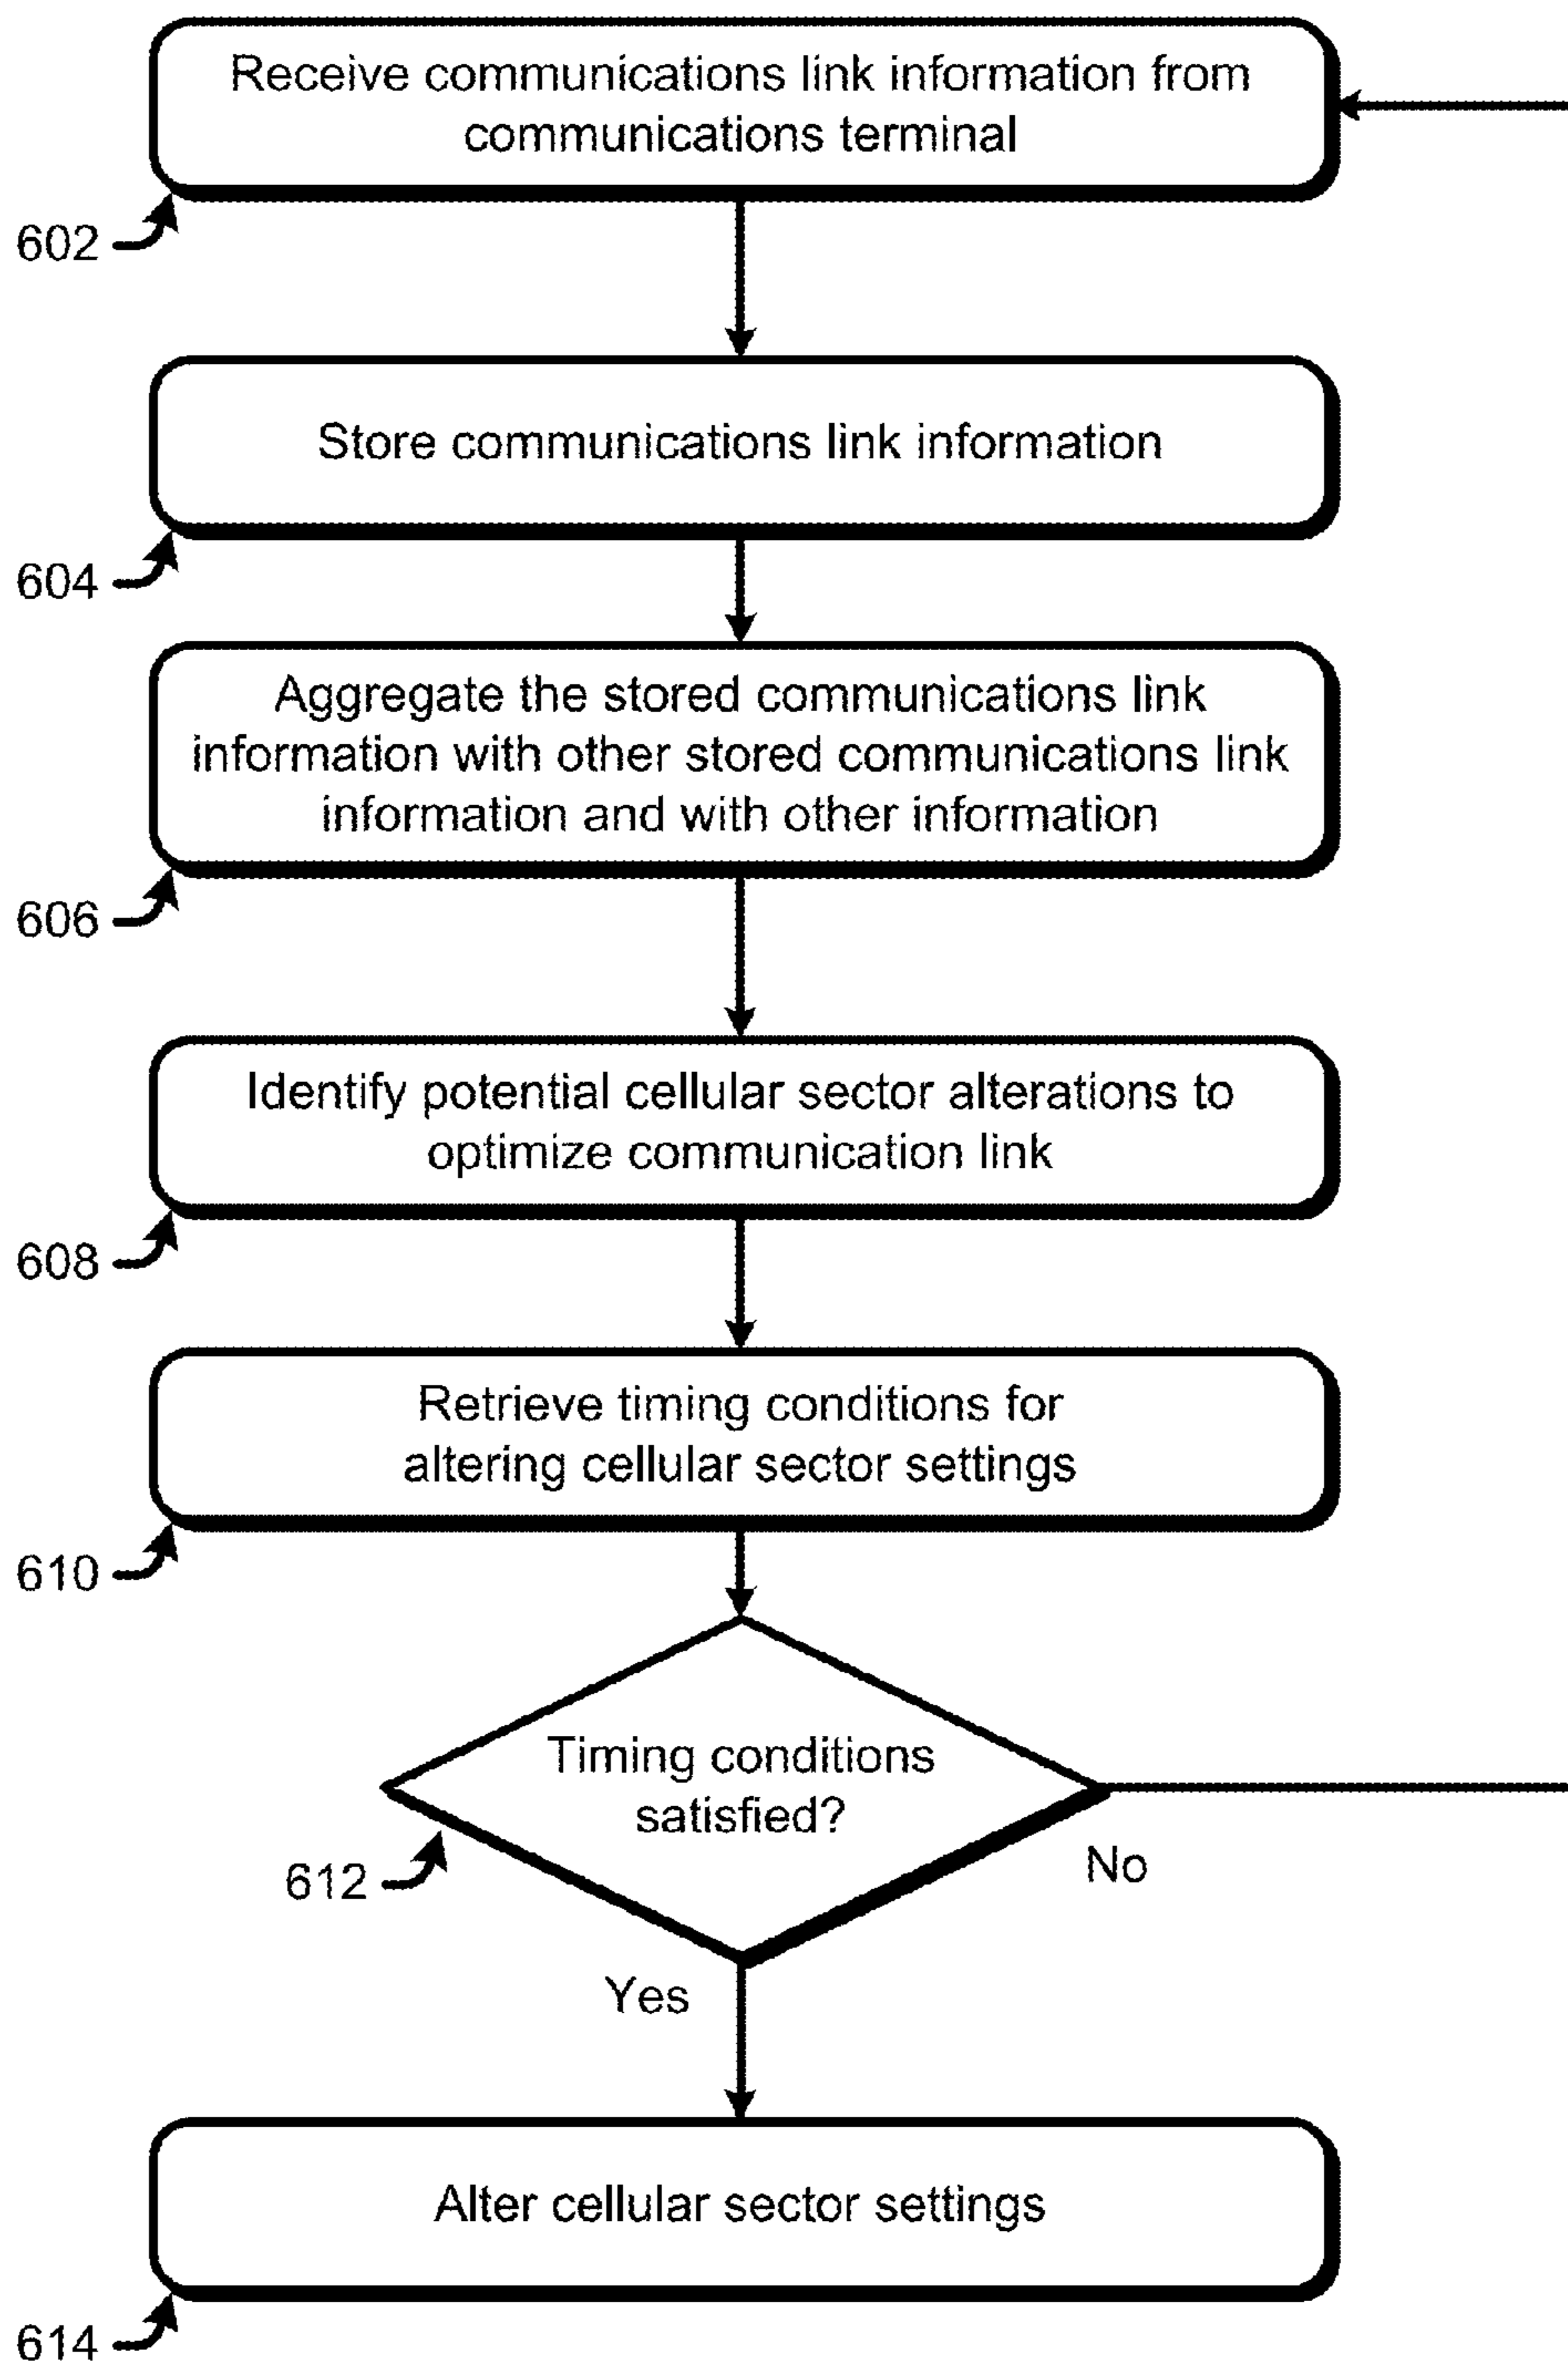 Receive communications link information from
communications terminal
602
Store communications link information
604
Aggregate the stored communications link
information with other stored communications link
information and with other information
606
Identify potential cellular sector alterations to
optimize communication link
608
Retrieve timing conditions for
altering cellular sector settings
610
Timing conditions
satisfied?
612
No
Yes
Alter cellular sector settings
614